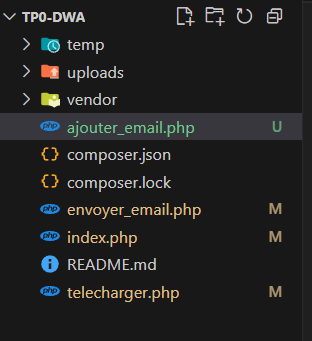 TP0-DWA
temp
uploads
vendor
ajouter_email.php U
composer.json
composer.lock
envoyer_email.php M
index.php M
README.md
telecharger.php M